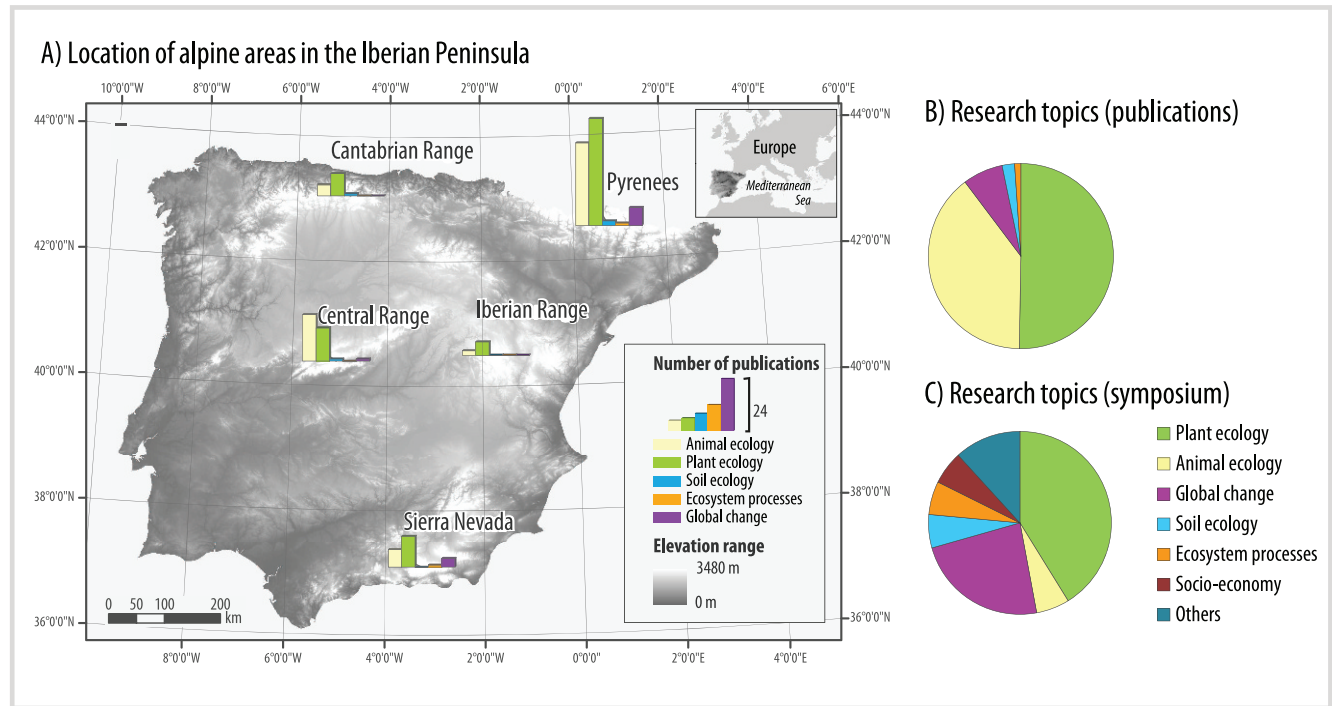 A) Location of alpine areas in the Iberian Peninsula
10°0'0"W 8°0'0"W 6°0'0"W 4°0'0"W 2°0'0"W 0°0'0" 2°0'0"E 4°0'0"E 6°0'0"E
44°0'0"N
44°0'0"N
Cantabrian Range
Pyrenees
Europe
Mediterranean
Sea
42°0'0"N
42°0'0"N
Central Range
Iberian Range
40°0'0"N
40°0'0"N
Number of publications
24
Animal ecology
Plant ecology
Soil ecology
Ecosystem processes
Global change
Elevation range
3480 m
0 m
38°0'0"N
38°0'0"N
Sierra Nevada
0 50 100 200
km
36°0'0"N
36°0'0"N
8°0'0"W 6°0'0"W 4°0'0"W 2°0'0"W 0°0'0" 2°0'0"E 4°0'0"E
B) Research topics (publications)
C) Research topics (symposium)
Plant ecology
Animal ecology
Global change
Soil ecology
Ecosystem processes
Socio-economy
Others